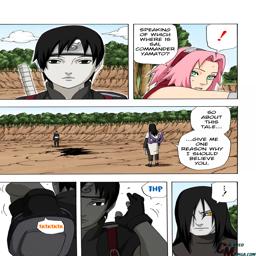 SPEAKING
OF WHICH
WHERE IS
SAI,
COMMANDER
YAMATO?
!
SO
ABOUT
THIS
TALE...
...GIVE ME
ONE
REASON WHY
I SHOULD
BELIEVE
YOU.
TATATATA
THP